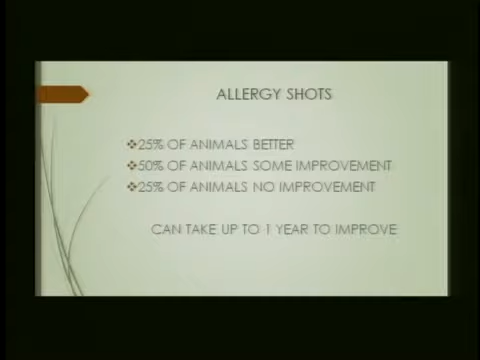 ALLERGY SHOTS
❖25% OF ANIMALS BETTER
❖50% OF ANIMALS SOME IMPROVEMENT
❖25% OF ANIMALS NO IMPROVEMENT
CAN TAKE UP TO 1 YEAR TO IMPROVE